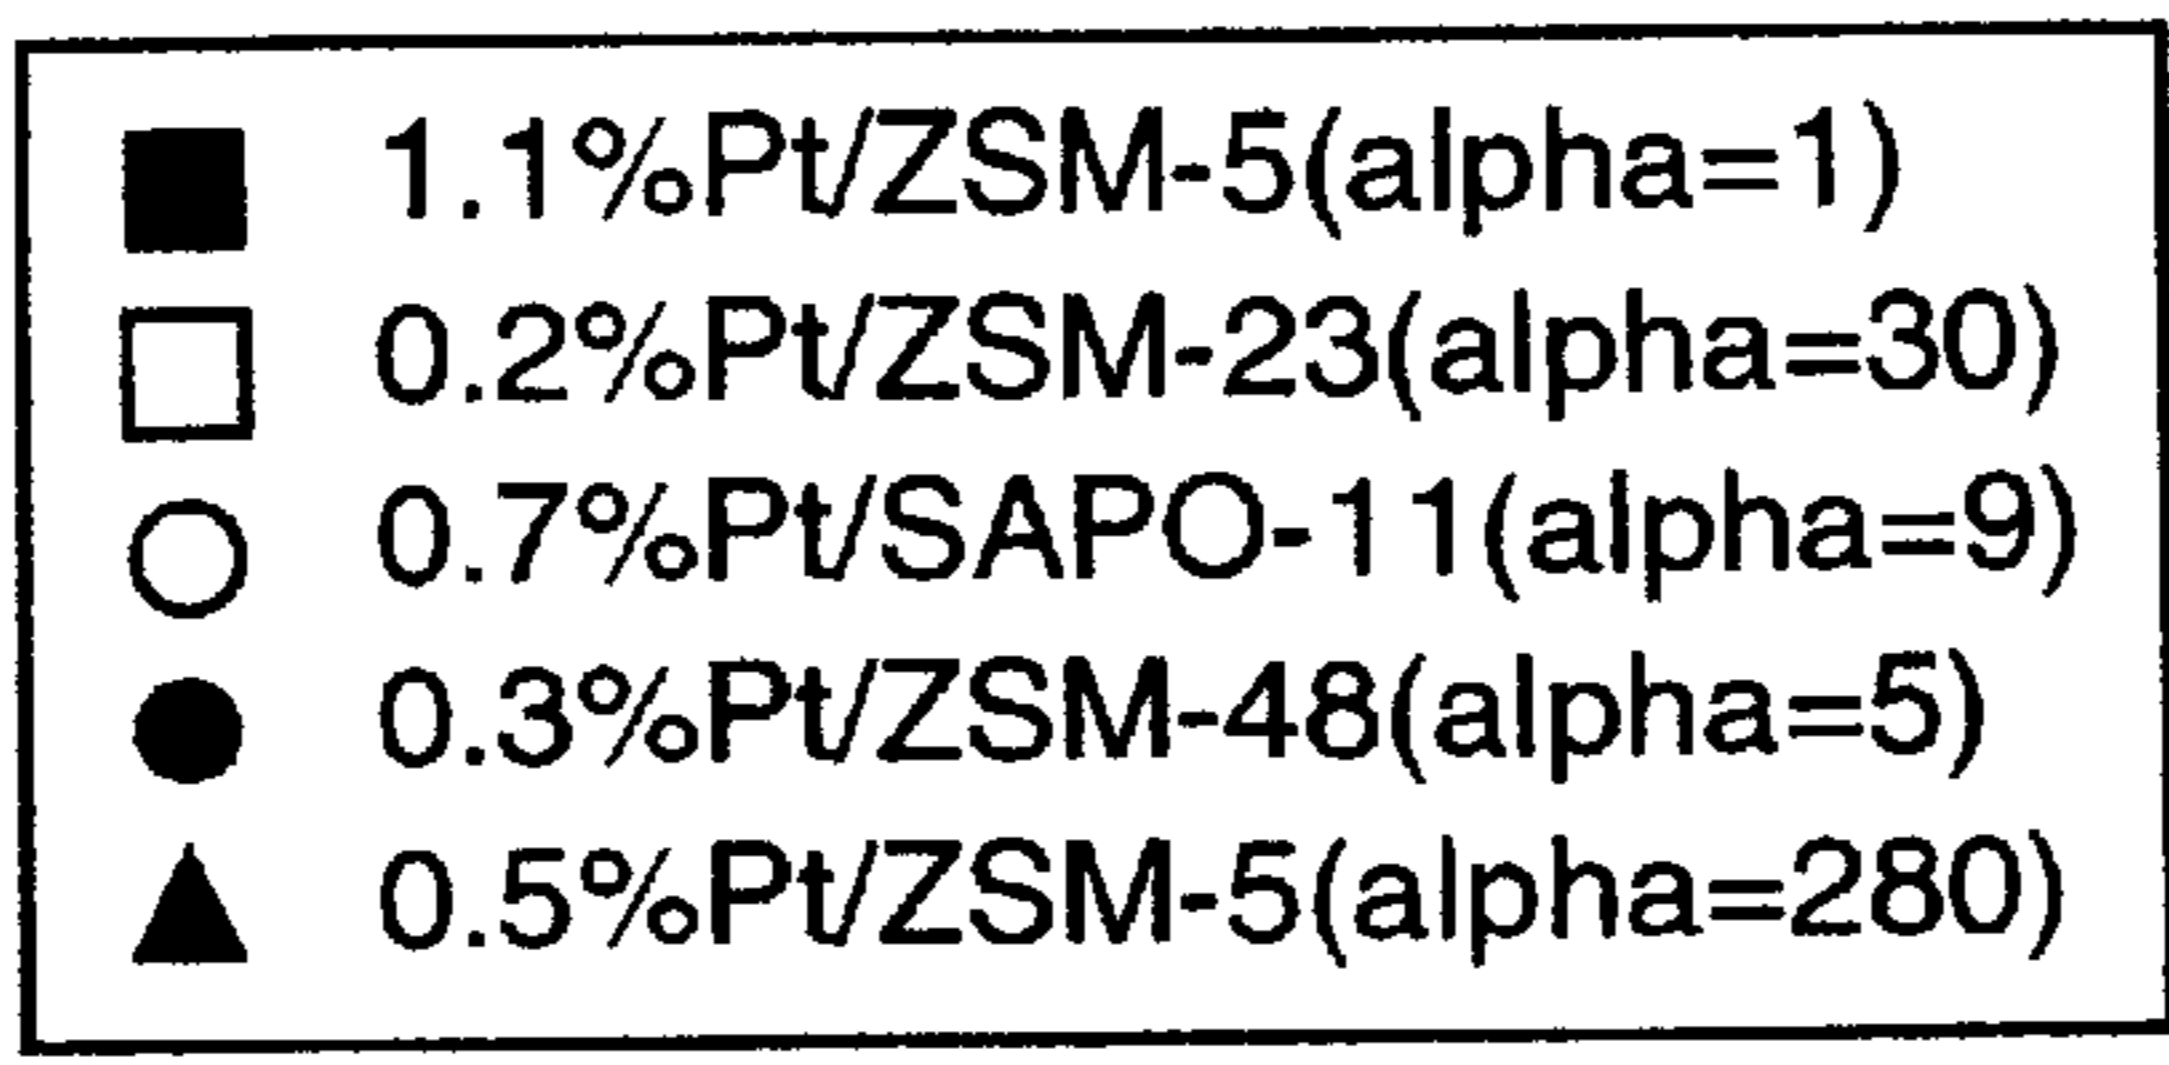 1.1%Pt/ZSM-5(alpha=1)
0.2%Pt/ZSM-23(alpha=30)
0.7%Pt/SAPO-11(alpha=9)
0.3%Pt/ZSM-48(alpha=5)
0.5%Pt/ZSM-5(alpha=280)